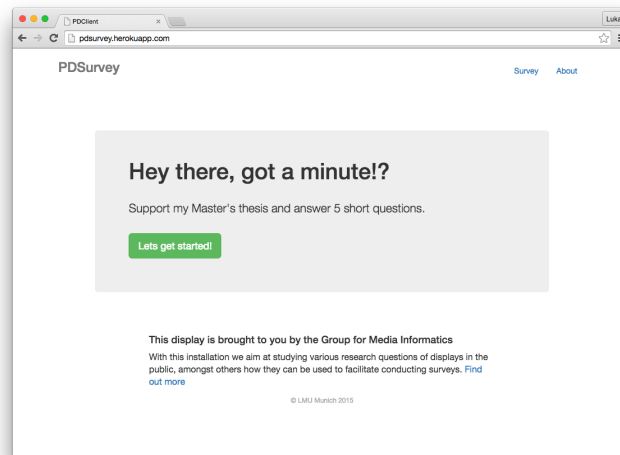 PDClient
pdsurvey.herokuapp.com
PDSurvey
Survey
About
Hey there, got a minute!?
Support my Master's thesis and answer 5 short questions.
Lets get started!
This display is brought to you by the Group for Media Informatics
With this installation we aim at studying various research questions of displays in the
public, amongst others how they can be used to facilitate conducting surveys. Find
out more
© LMU Munich 2015